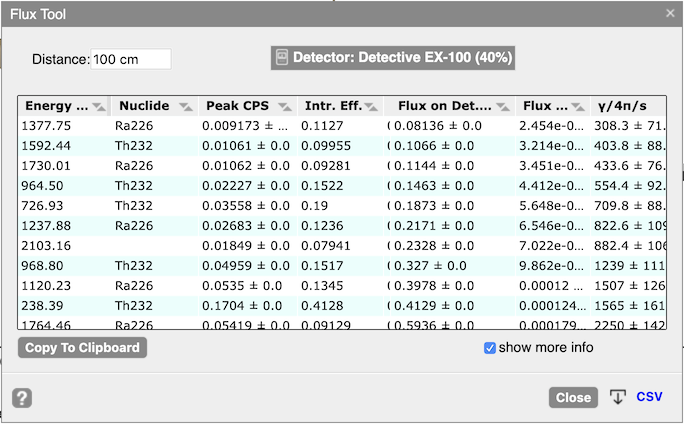 Flux Tool
Distance: 100 cm
Detector: Detective EX-100 (40%)
Energy ... Nuclide Peak CPS Intr. Eff. Flux on Det.... Flux ... γ/4π/s
1377.75 Ra226 0.009173 ± ... 0.1127 ( 0.08136 ± 0.0 2.454e-0... 308.3 ± 71.
1592.44 Th232 0.01061 ± 0.0 0.09955 ( 0.1066 ± 0.0 3.214e-0... 403.8 ± 88.
1730.01 Ra226 0.01062 ± 0.0 0.09281 ( 0.1144 ± 0.0 3.451e-0... 433.6 ± 76.
964.50 Th232 0.02227 ± 0.0 0.1522 ( 0.1463 ± 0.0 4.412e-0... 554.4 ± 92.
726.93 Th232 0.03558 ± 0.0 0.19 ( 0.1873 ± 0.0 5.648e-0... 709.8 ± 88.
1237.88 Ra226 0.02683 ± 0.0 0.1236 ( 0.2171 ± 0.0 6.546e-0... 822.6 ± 109
2103.16 0.01849 ± 0.0 0.07941 ( 0.2328 ± 0.0 7.022e-0... 882.4 ± 106
968.80 Th232 0.04959 ± 0.0 0.1517 ( 0.327 ± 0.0 9.862e-0... 1239 ± 111
1120.23 Ra226 0.0535 ± 0.0 0.1345 ( 0.3978 ± 0.0 0.00012 ... 1507 ± 126
238.39 Th232 0.1704 ± 0.0 0.4128 ( 0.4129 ± 0.0 0.000124... 1565 ± 161
1764.46 Ra226 0.05419 ± 0.0 0.09129 ( 0.5936 ± 0.0 0.000179... 2250 ± 142
Copy To Clipboard
show more info
?
Close
CSV